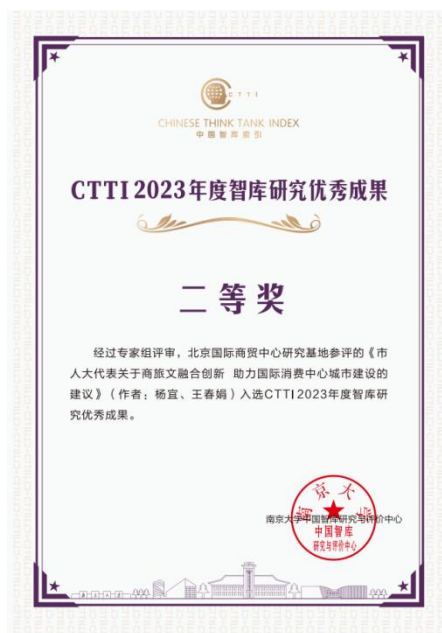 CTTI
CHINESE THINK TANK INDEX
中国智库索引
CTTI 2023年度智库研究优秀成果
二等奖
经过专家组评审，北京国际商贸中心研究基地参评的《市
人大代表关于商旅文融合创新 助力国际消费中心城市建设的
建议》（作者：杨宜、王春娟）入选CTTI2023年度智库研
究优秀成果。
南京大学中国智库研究与评价中心
南京大学
中国智库
研究与评价中心